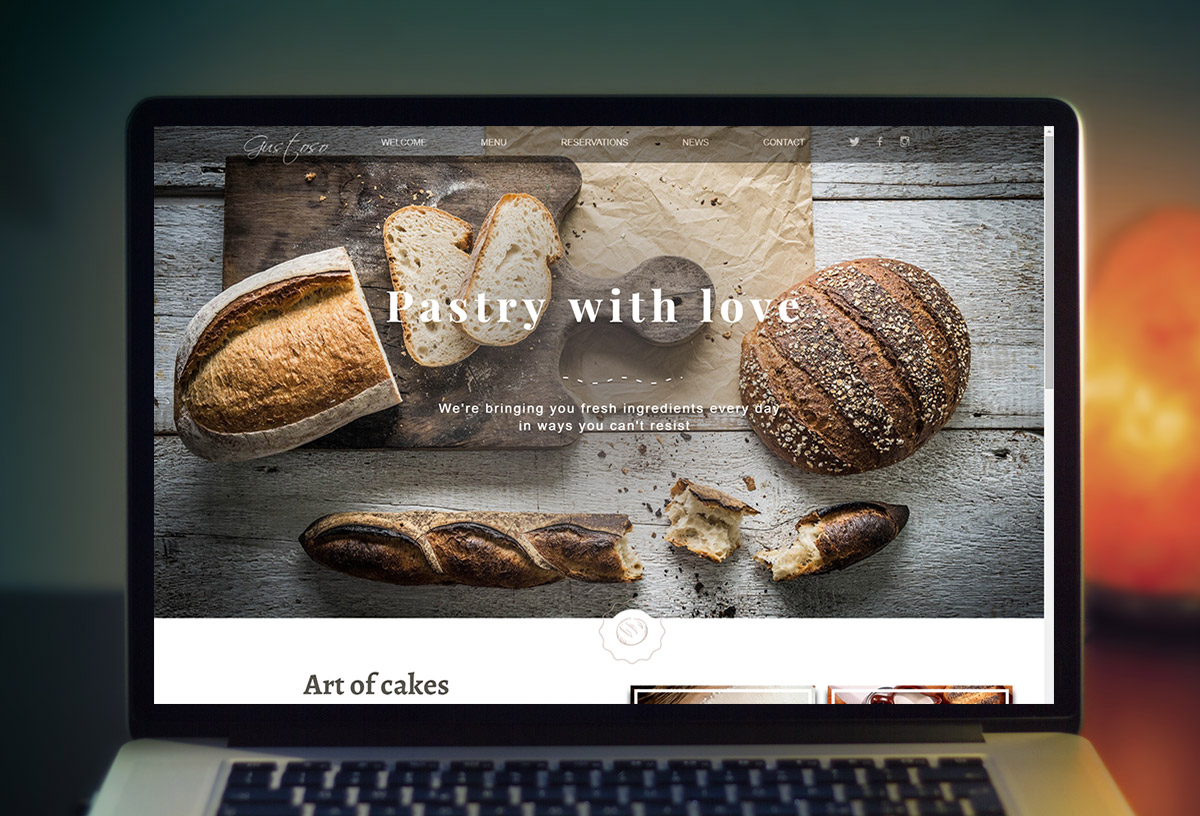 Gustoso
WELCOME
MENU
RESERVATIONS
NEWS
CONTACT
Pastry with love
We're bringing you fresh ingredients every day
in ways you can't resist
Art of cakes